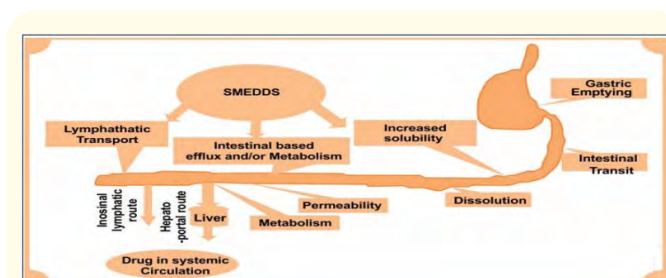 SMEDDS
Gastric
Emptying
Lymphathatic
Transport
Intestinal based
efflux and/or Metabolism
Increased
solubility
Intestinal
Transit
Inosinal
lymphatic
route
Hepato
-portal route
Liver
Permeability
Metabolism
Dissolution
Drug in systemic
Circulation